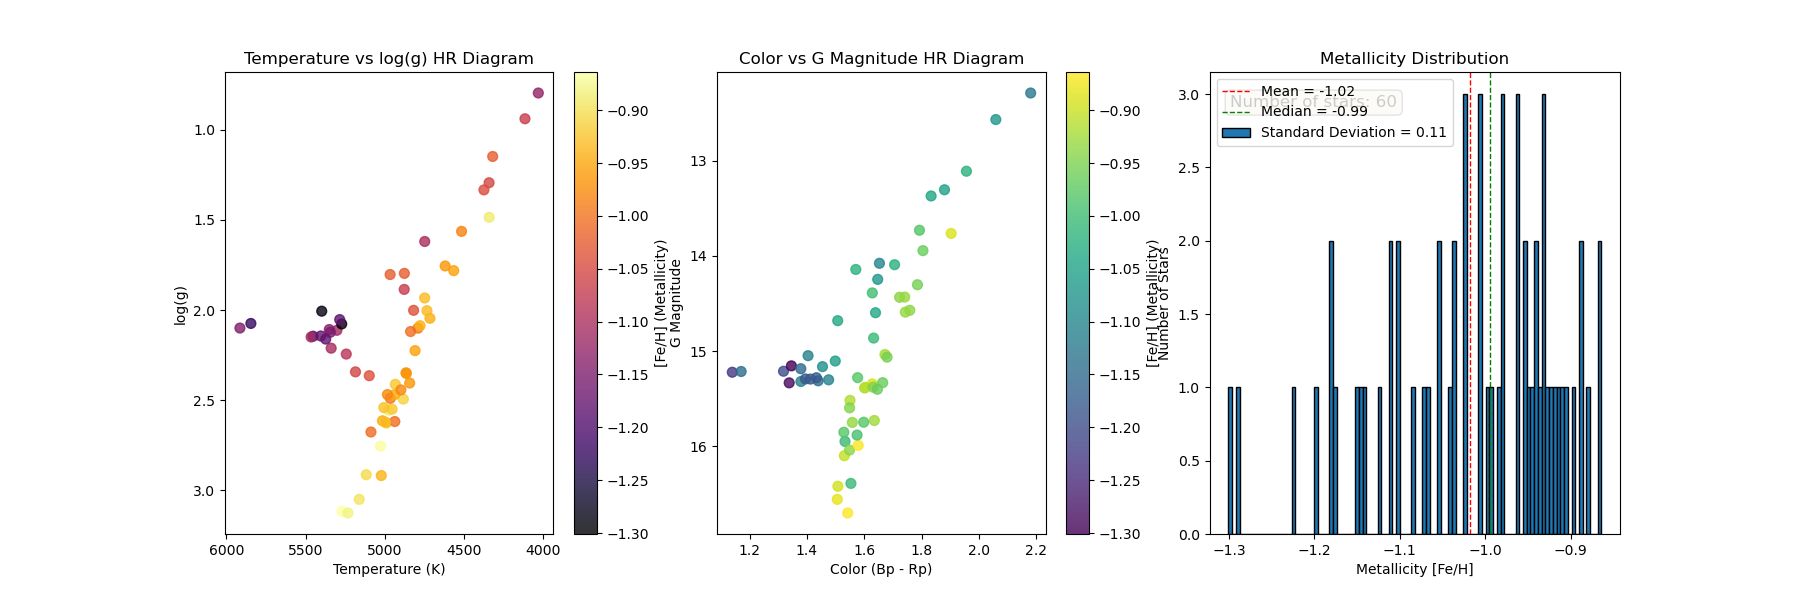 Temperature vs log(g) HR Diagram
1.0
1.5
2.0
2.5
3.0
log(g)
6000 5500 5000 4500 4000
Temperature (K)
−0.90
−0.95
−1.00
−1.05
−1.10
−1.15
−1.20
−1.25
−1.30
[Fe/H] (Metallicity)
Color vs G Magnitude HR Diagram
13
14
15
16
G Magnitude
1.2 1.4 1.6 1.8 2.0 2.2
Color (Bp - Rp)
−0.90
−0.95
−1.00
−1.05
−1.10
−1.15
−1.20
−1.25
−1.30
[Fe/H] (Metallicity)
Metallicity Distribution
Number of stars: 60
Mean = -1.02
Median = -0.99
Standard Deviation = 0.11
3.0
2.5
2.0
1.5
1.0
0.5
0.0
Number of Stars
−1.3 −1.2 −1.1 −1.0 −0.9
Metallicity [Fe/H]